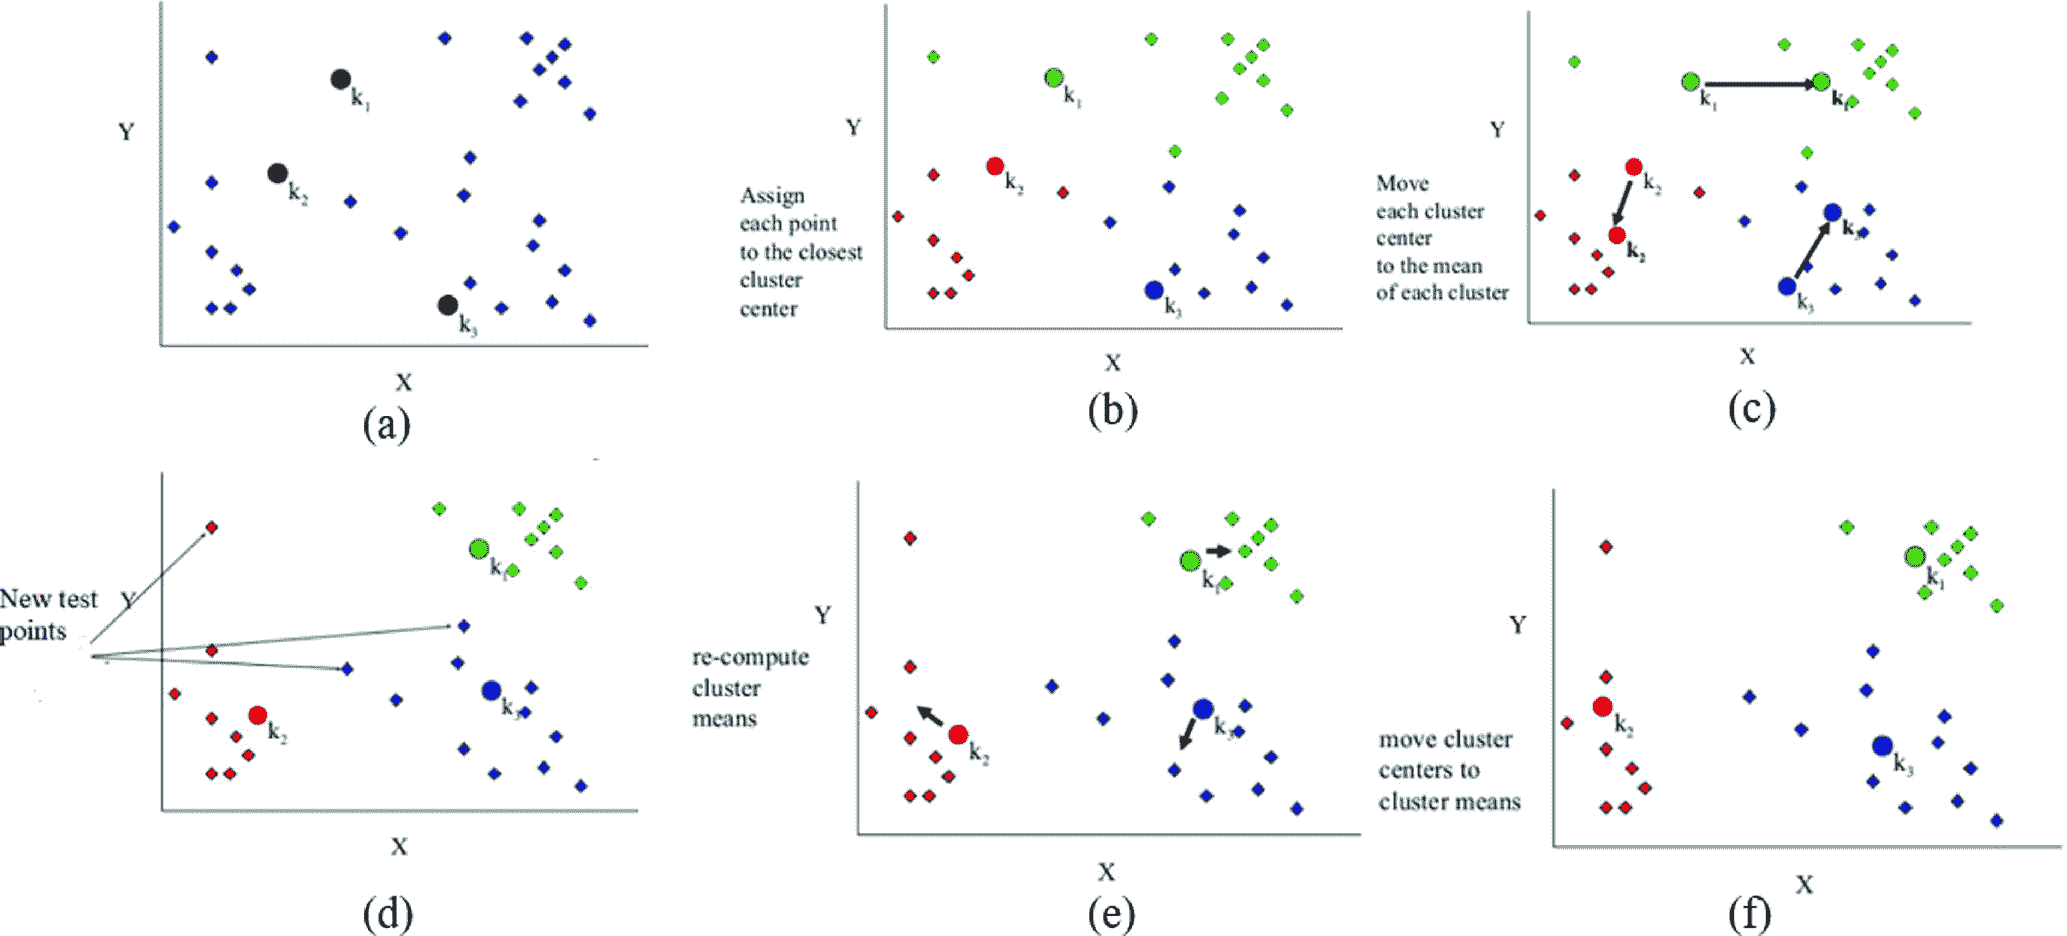 Y
k1
k2
k3
X
(a)
Assign
each point
to the closest
cluster
center
Y
k1
k2
k3
X
(b)
Move
each cluster
center
to the mean
of each cluster
Y
k1
k1
k2
k2
k3
k3
X
(c)
New test
points
Y
k1
k2
k3
X
(d)
re-compute
cluster
means
Y
k1
k2
k3
X
(e)
move cluster
centers to
cluster means
Y
k1
k2
k3
X
(f)